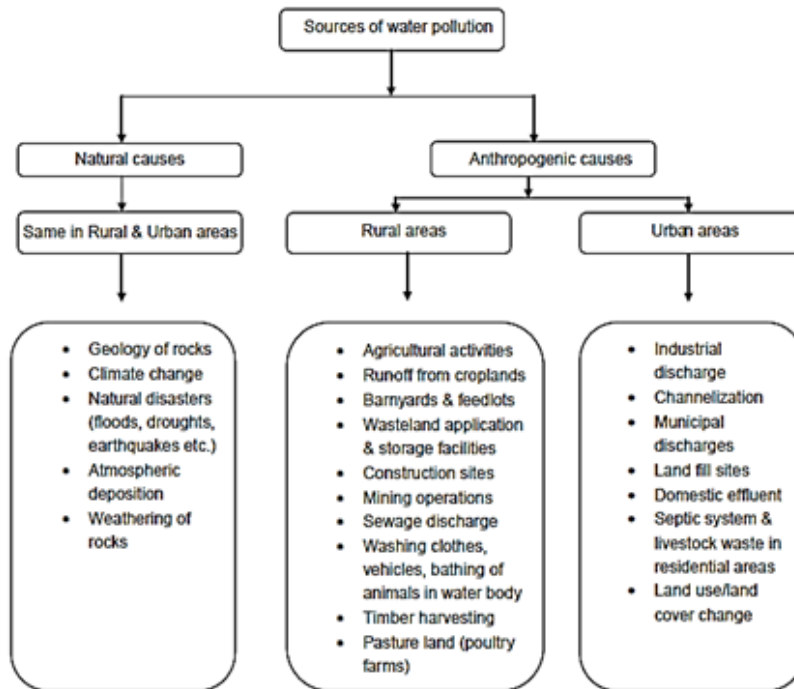 Sources of water pollution
Natural causes
Anthropogenic causes
Same in Rural & Urban areas
Rural areas
Urban areas
• Geology of rocks
• Climate change
• Natural disasters
(floods, droughts,
earthquakes etc.)
• Atmospheric
deposition
• Weathering of
rocks
• Agricultural activities
• Runoff from croplands
• Barnyards & feedlots
• Wasteland application
& storage facilities
• Construction sites
• Mining operations
• Sewage discharge
• Washing clothes,
vehicles, bathing of
animals in water body
• Timber harvesting
• Pasture land (poultry
farms)
• Industrial
discharge
• Channelization
• Municipal
discharges
• Land fill sites
• Domestic effluent
• Septic system &
livestock waste in
residential areas
• Land use/land
cover change